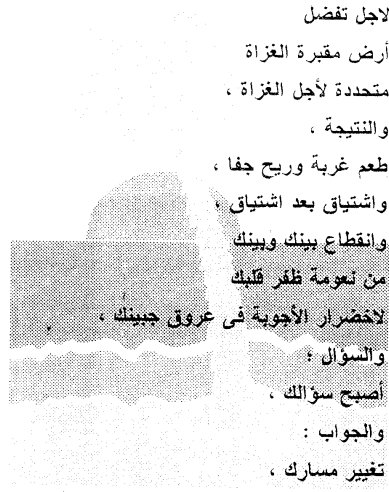 لاجل تفضل
أرض مقبرة الغزاة
متحددة لأجل الغزاة ،
والنتيجة ،
طعم غربة وريح جفا ،
واشتياق بعد اشتياق ،
وانقطاع بينك وبينك
من نعومة ظفر قلبك
لاخضرار الأجوبة فى عروق جبينك ،
والسؤال ؛
أصبح سؤالك ،
والجواب :
تغيير مسارك ،